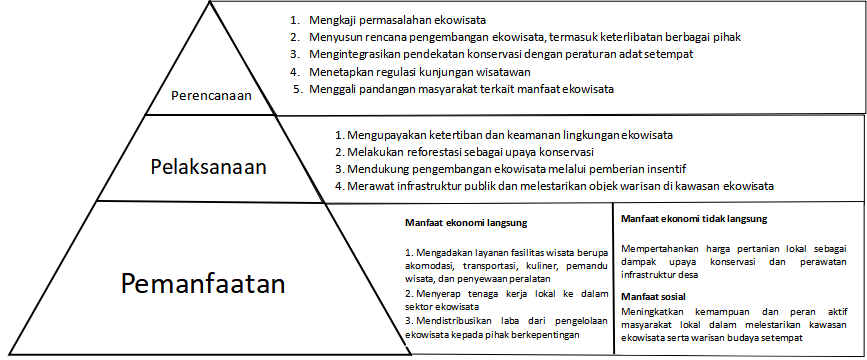 Perencanaan
1. Mengkaji permasalahan ekowisata
2. Menyusun rencana pengembangan ekowisata, termasuk keterlibatan berbagai pihak
3. Mengintegrasikan pendekatan konservasi dengan peraturan adat setempat
4. Menetapkan regulasi kunjungan wisatawan
5. Menggali pandangan masyarakat terkait manfaat ekowisata
Pelaksanaan
1. Mengupayakan ketertiban dan keamanan lingkungan ekowisata
2. Melakukan reforestasi sebagai upaya konservasi
3. Mendukung pengembangan ekowisata melalui pemberian insentif
4. Merawat infrastruktur publik dan melestarikan objek warisan di kawasan ekowisata
Pemanfaatan
Manfaat ekonomi langsung
1. Mengadakan layanan fasilitas wisata berupa
akomodasi, transportasi, kuliner, pemandu
wisata, dan penyewaan peralatan
2. Menyerap tenaga kerja lokal ke dalam
sektor ekowisata
3. Mendistribusikan laba dari pengelolaan
ekowisata kepada pihak berkepentingan
Manfaat ekonomi tidak langsung
Mempertahankan harga pertanian lokal sebagai
dampak upaya konservasi dan perawatan
infrastruktur desa
Manfaat sosial
Meningkatkan kemampuan dan peran aktif
masyarakat lokal dalam melestarikan kawasan
ekowisata serta warisan budaya setempat